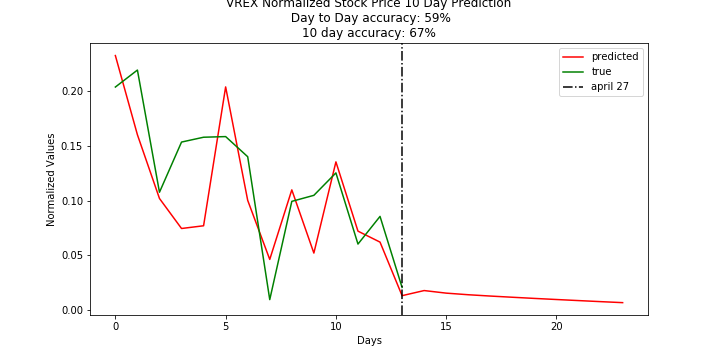 VREX Normalized Stock Price 10 Day Prediction
Day to Day accuracy: 59%
10 day accuracy: 67%
predicted
true
april 27
0.20
0.15
0.10
0.05
0.00
Normalized Values
0
5
10
15
20
Days